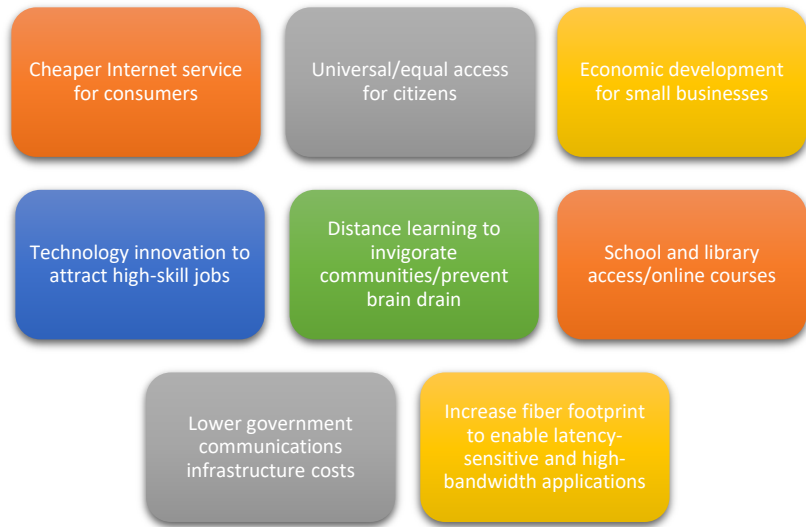 Cheaper Internet service
for consumers
Universal/equal access
for citizens
Economic development
for small businesses
Technology innovation to
attract high-skill jobs
Distance learning to
invigorate
communities/prevent
brain drain
School and library
access/online courses
Lower government
communications
infrastructure costs
Increase fiber footprint
to enable latency-
sensitive and high-
bandwidth applications